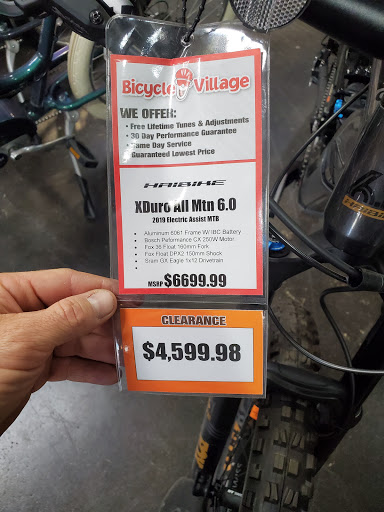 Bicycle Village
WE OFFER:
• Free Lifetime Tunes & Adjustments
• 30 Day Performance Guarantee
• Same Day Service
Guaranteed Lowest Price
HAIBIKE
XDuro All Mtn 6.0
2019 Electric Assist MTB
• Aluminum 6061 Frame W/ IBC Battery
• Bosch Peformance CX 250W Motor
• Fox 36 Float 160mm Fork
• Fox Float DPX2 150mm Shock
• Sram GX Eagle 1x12 Drivetrain
MSRP $6699.99
CLEARANCE
$4,599.98